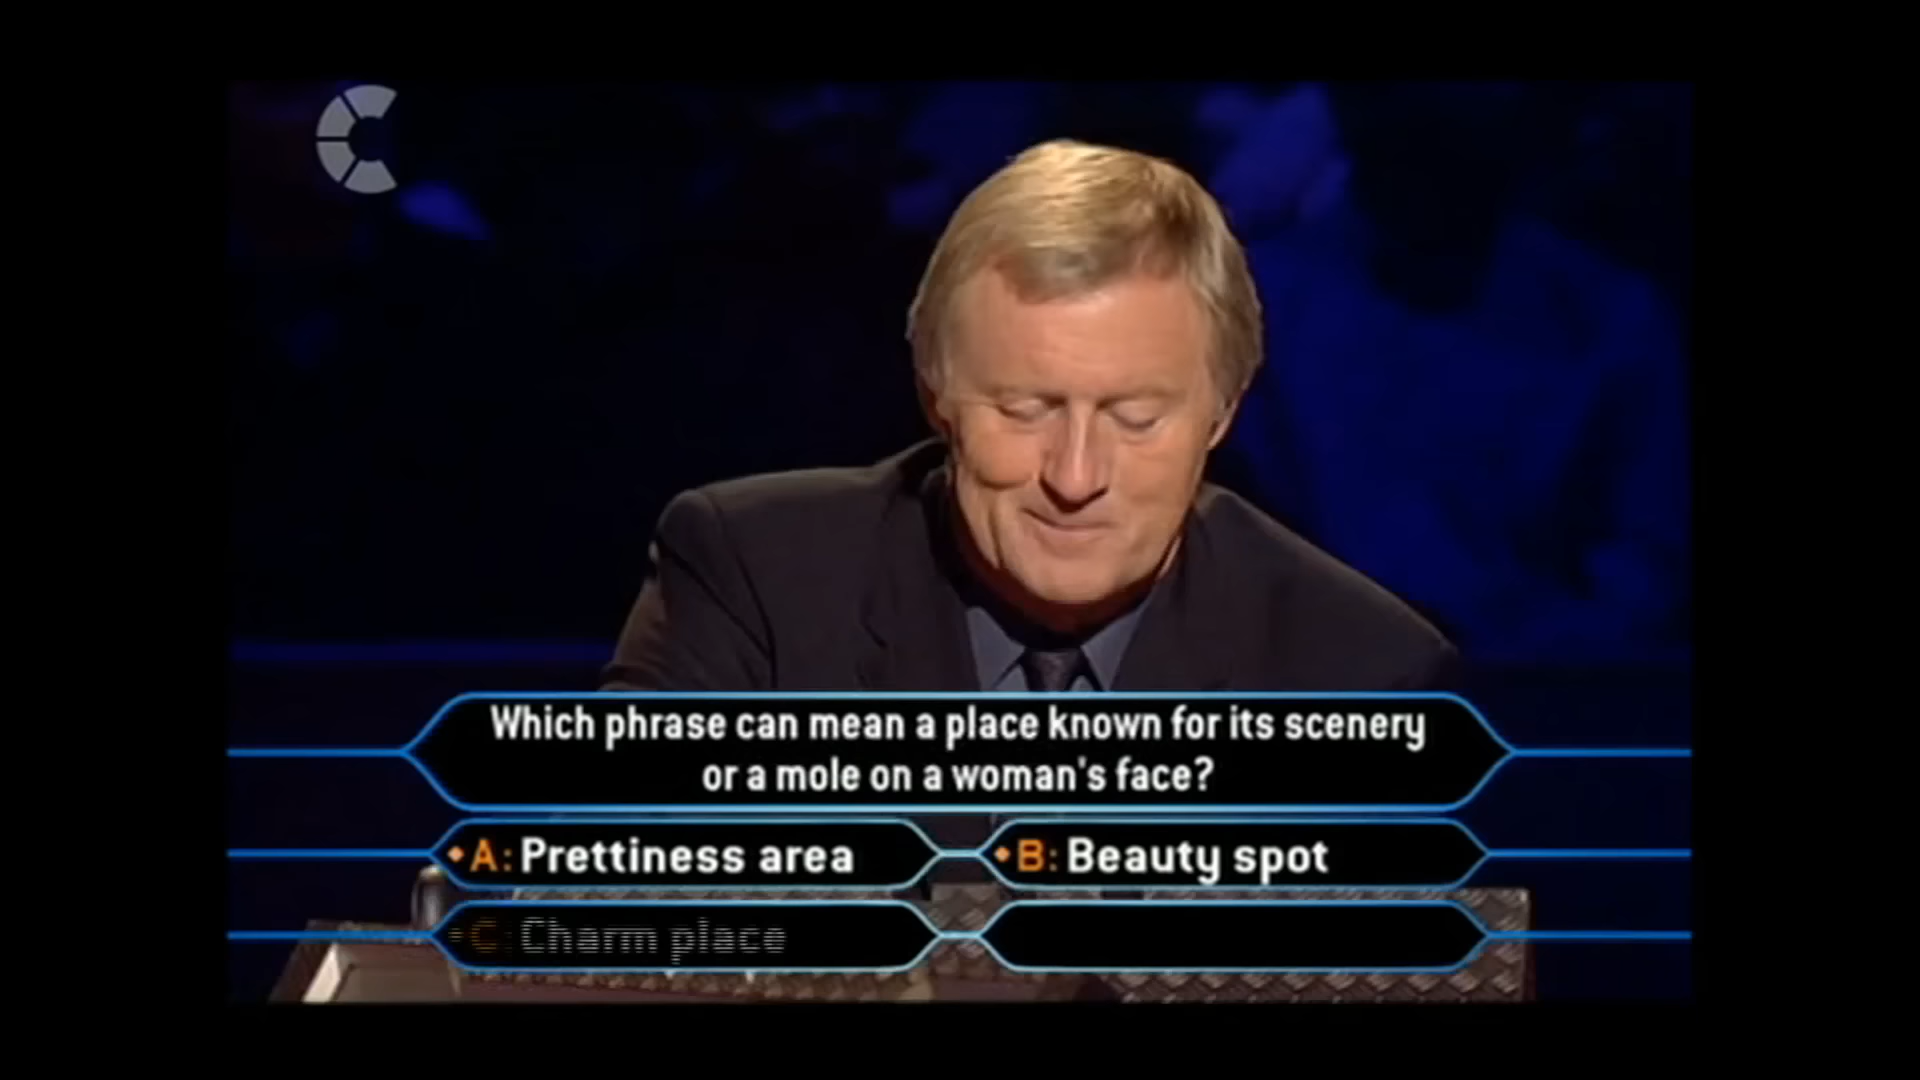 Which phrase can mean a place known for its scenery
or a mole on a woman's face?
A: Prettiness area
B: Beauty spot
C: Charm place